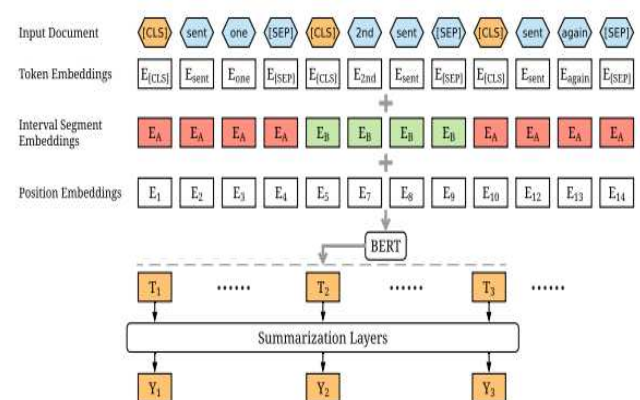 Input Document [CLS] sent one [SEP] [CLS] 2nd sent [SEP] [CLS] sent again [SEP]
Token Embeddings E[CLS] Esent Eone E[SEP] E[CLS] E2nd Esent E[SEP] E[CLS] Esent Eagain E[SEP]
+
Interval Segment
Embeddings EA EA EA EA EB EB EB EB EA EA EA EA
+
Position Embeddings E1 E2 E3 E4 E5 E7 E8 E9 E10 E12 E13 E14
BERT
T1 ...... T2 ...... T3 ......
Summarization Layers
Y1 Y2 Y3